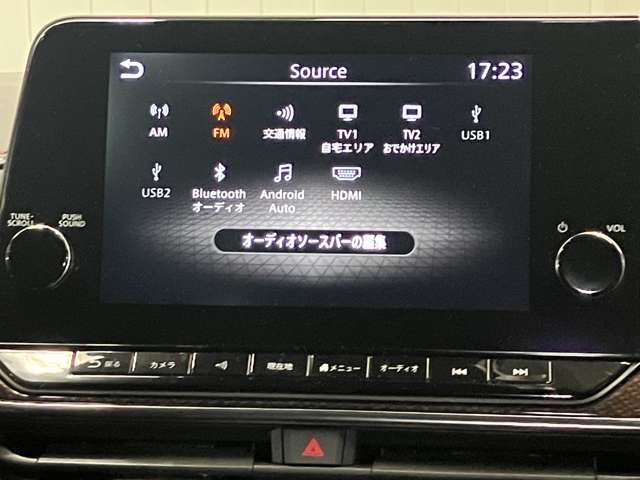 Source
17:23
AM
FM
交通情報
TV1
自宅エリア
TV2
おでかけエリア
USB1
USB2
Bluetooth
オーディオ
Android
Auto
HDMI
オーディオソースバーの編集
TUNE·
SCROLL
PUSH
SOUND
VOL
戻る
カメラ
現在地
メニュー
オーディオ